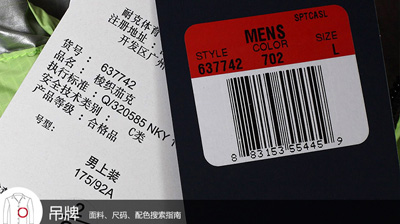 耐克体育
注册地址:
开发区广州
货号: 637742
品名: 梭织茄克
执行标准: Q/320585 NKY 1
安全技术类别: C类
产品等级: 合格品
号型:
男上装
175/92A
SPTCASL
MENS
STYLE COLOR SIZE
637742 702 L
8 83153 55445 9
吊牌 面料、尺码、配色搜索指南